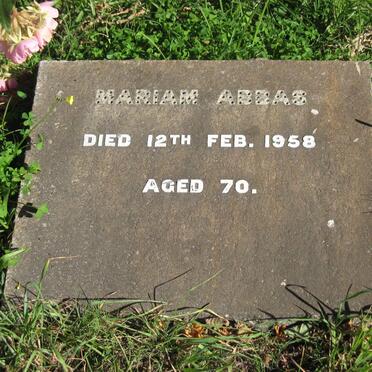 MARIAM ABBAS
DIED 12TH FEB. 1958
AGED 70.